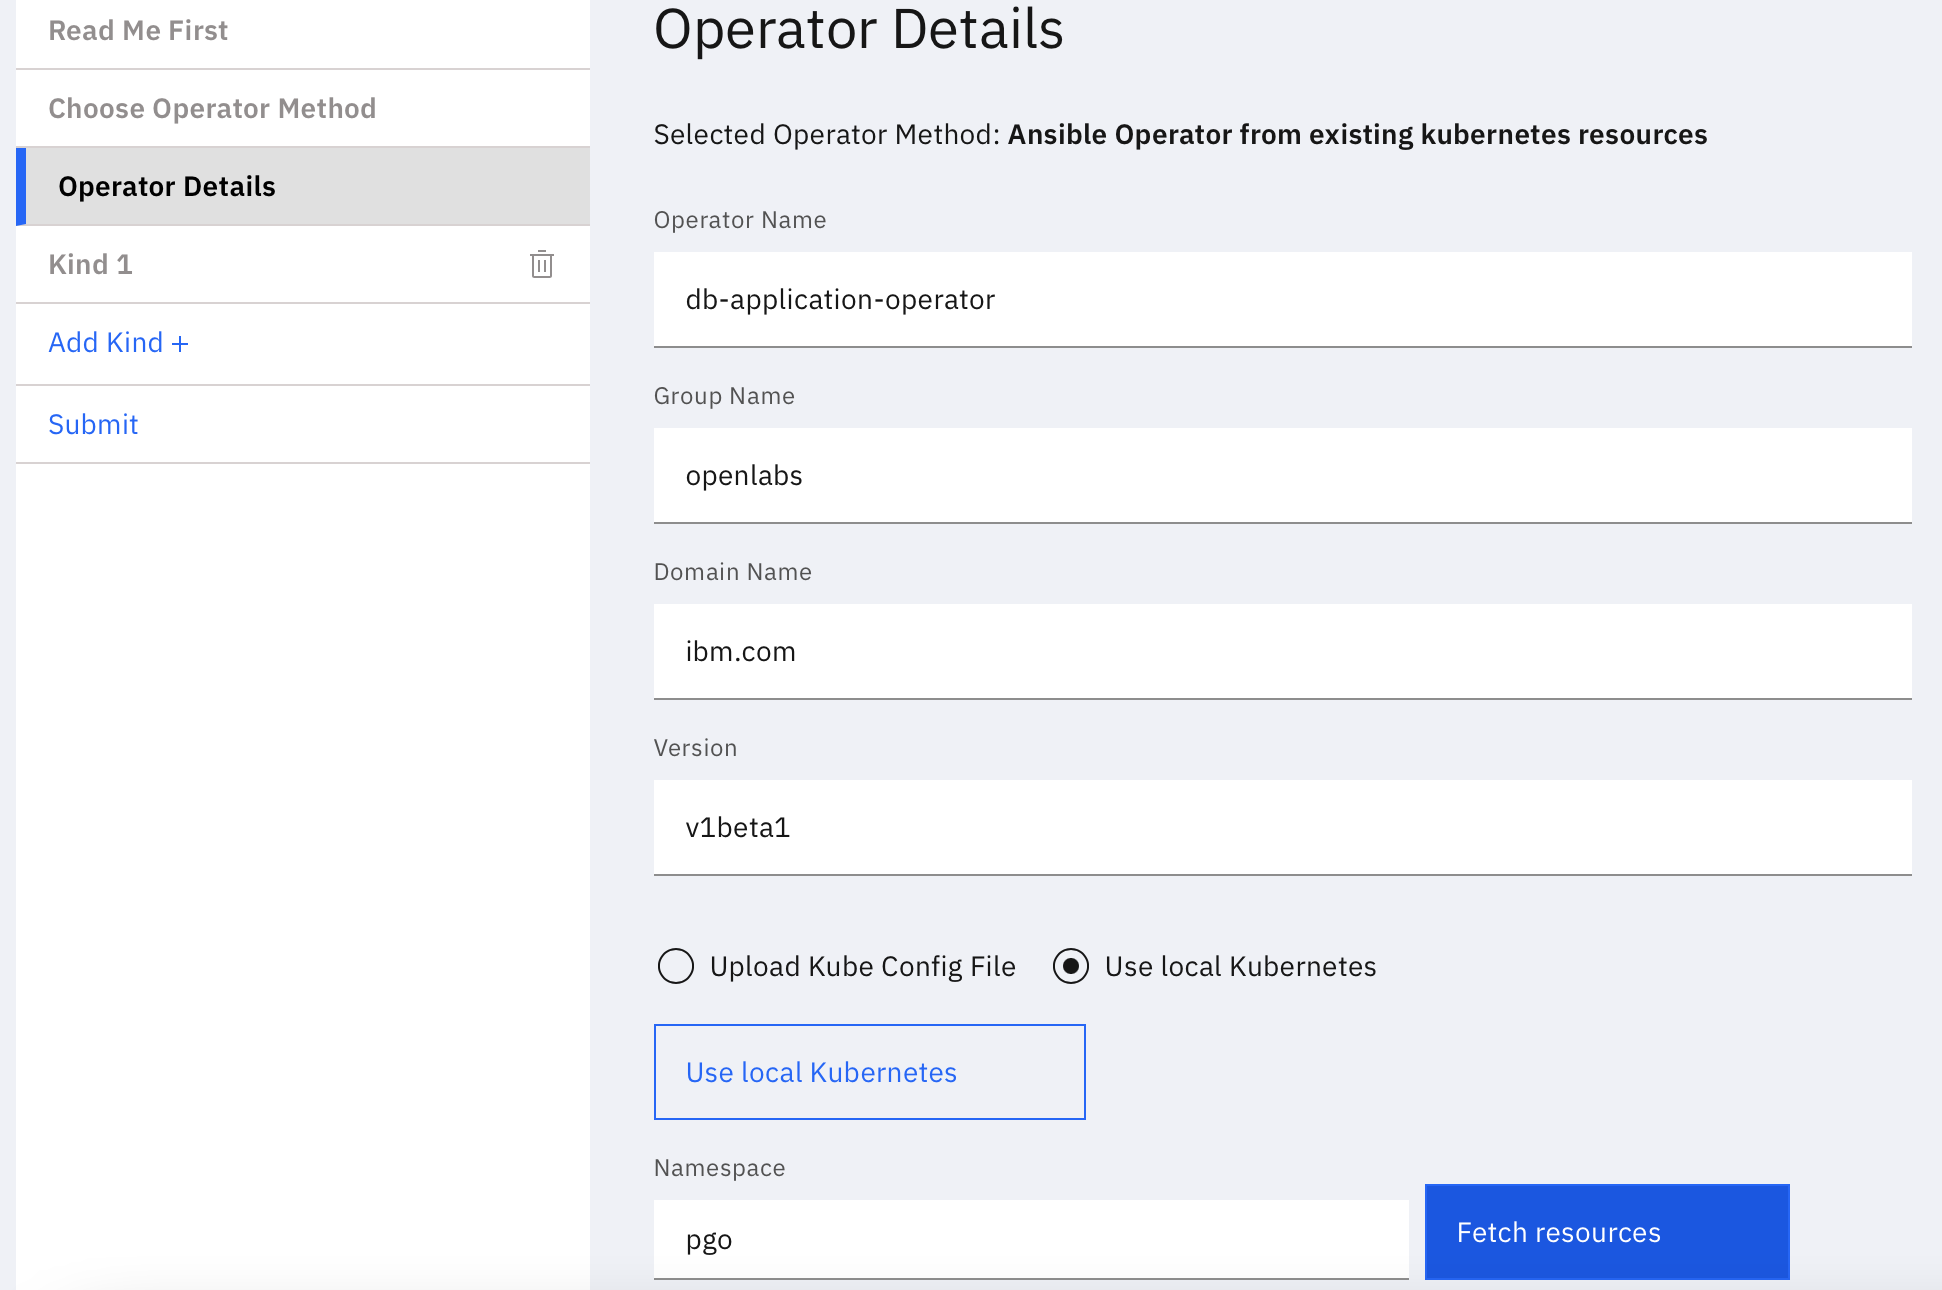 Read Me First
Choose Operator Method
Operator Details
Kind 1
Add Kind +
Submit
Operator Details
Selected Operator Method: Ansible Operator from existing kubernetes resources
Operator Name
db-application-operator
Group Name
openlabs
Domain Name
ibm.com
Version
v1beta1
Upload Kube Config File
Use local Kubernetes
Use local Kubernetes
Namespace
pgo
Fetch resources